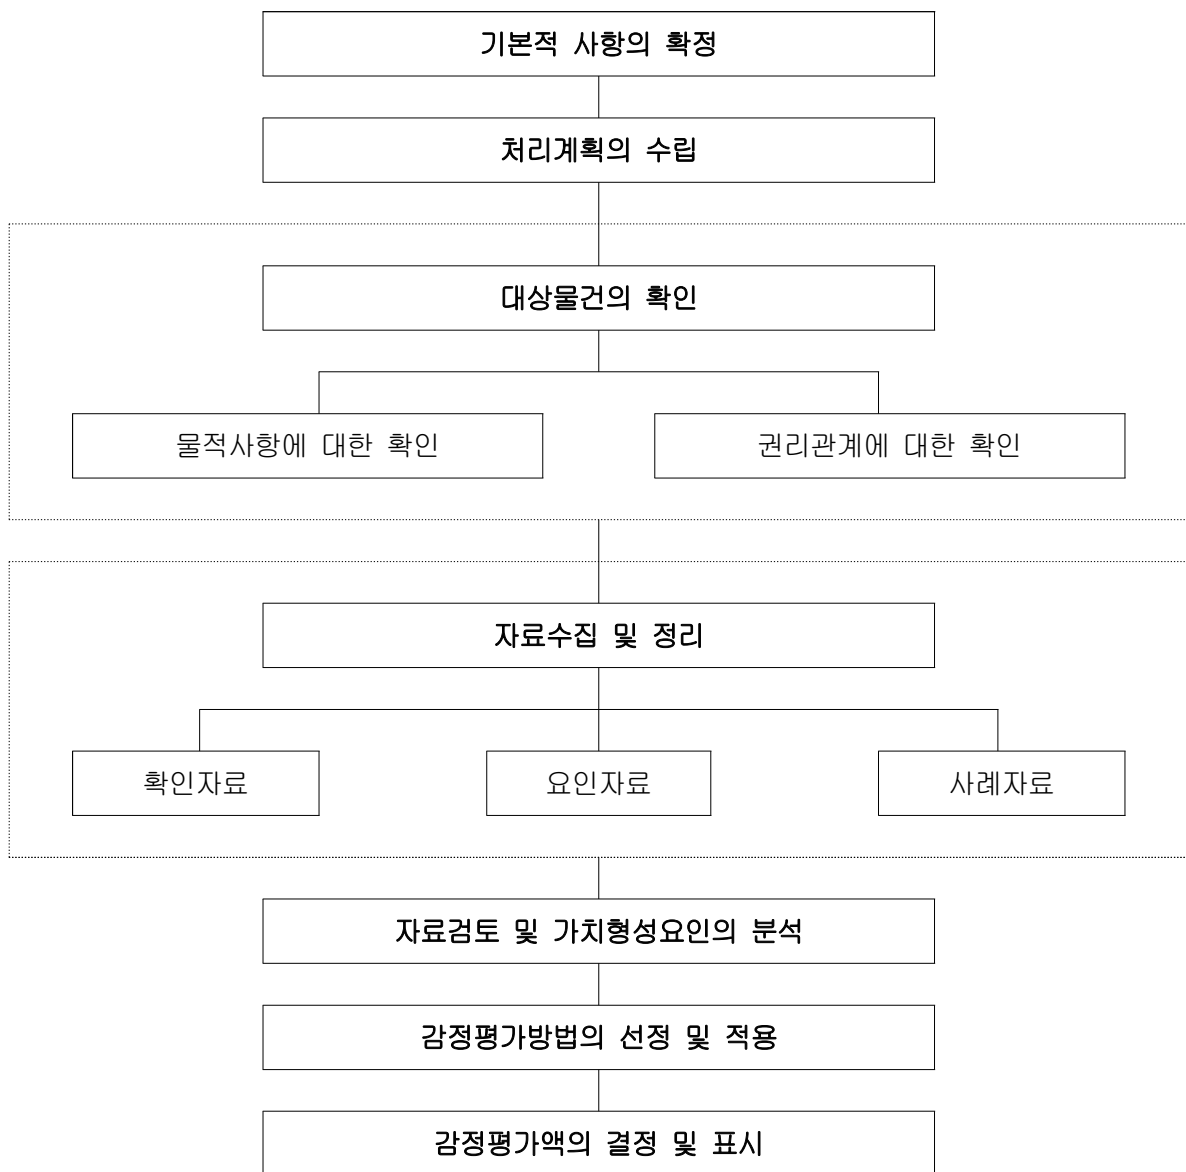 기본적 사항의 확정
처리계획의 수립
대상물건의 확인
물적사항에 대한 확인
권리관계에 대한 확인
자료수집 및 정리
확인자료
요인자료
사례자료
자료검토 및 가치형성요인의 분석
감정평가방법의 선정 및 적용
감정평가액의 결정 및 표시